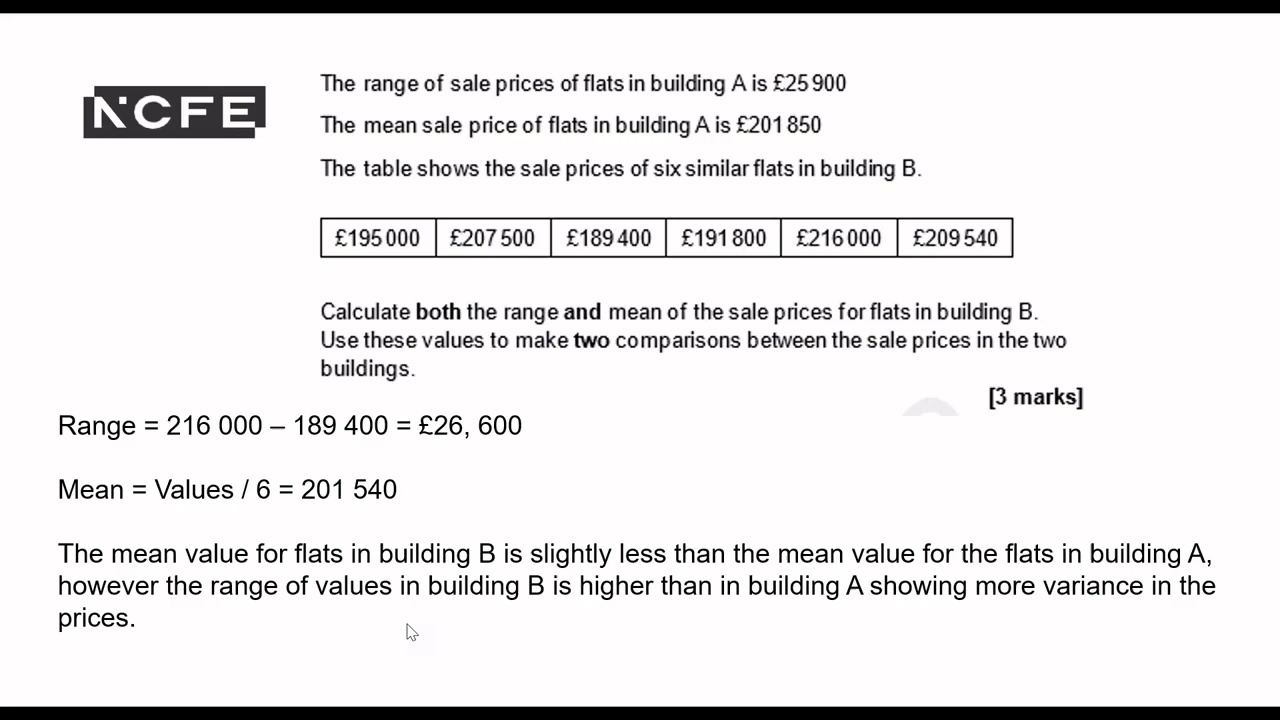 NCFE
The range of sale prices of flats in building A is £25 900
The mean sale price of flats in building A is £201 850
The table shows the sale prices of six similar flats in building B.
£195 000 £207 500 £189 400 £191 800 £216 000 £209 540
Calculate both the range and mean of the sale prices for flats in building B.
Use these values to make two comparisons between the sale prices in the two
buildings.
[3 marks]
Range = 216 000 – 189 400 = £26, 600
Mean = Values / 6 = 201 540
The mean value for flats in building B is slightly less than the mean value for the flats in building A,
however the range of values in building B is higher than in building A showing more variance in the
prices.